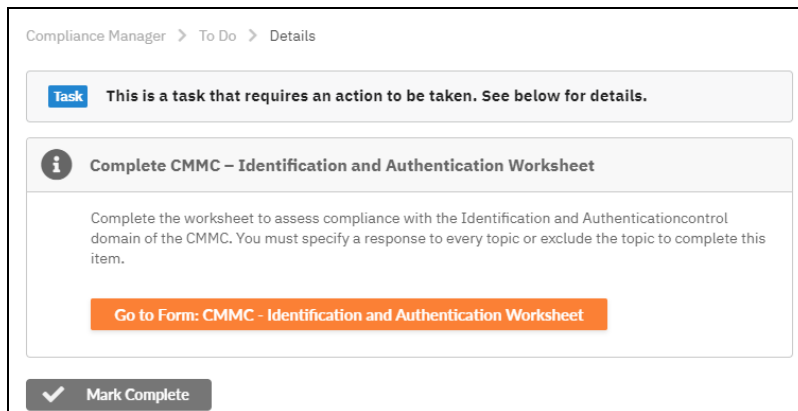 Compliance Manager > To Do > Details
Task This is a task that requires an action to be taken. See below for details.
Complete CMMC – Identification and Authentication Worksheet
Complete the worksheet to assess compliance with the Identification and Authenticationcontrol
domain of the CMMC. You must specify a response to every topic or exclude the topic to complete this
item.
Go to Form: CMMC - Identification and Authentication Worksheet
Mark Complete